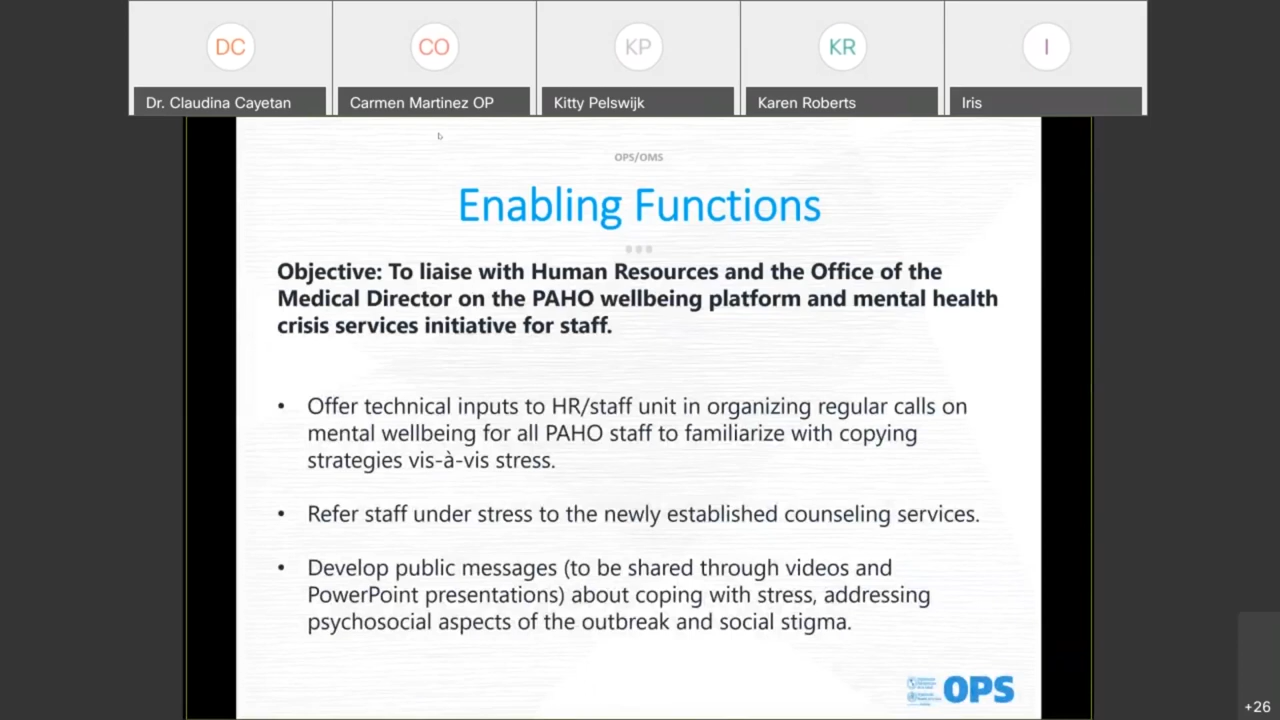 DC
CO
KP
KR
I
Dr. Claudina Cayetan
Carmen Martinez OP
Kitty Pelswijk
Karen Roberts
Iris
OPS/OMS
Enabling Functions
Objective: To liaise with Human Resources and the Office of the
Medical Director on the PAHO wellbeing platform and mental health
crisis services initiative for staff.
• Offer technical inputs to HR/staff unit in organizing regular calls on
mental wellbeing for all PAHO staff to familiarize with copying
strategies vis-à-vis stress.
• Refer staff under stress to the newly established counseling services.
• Develop public messages (to be shared through videos and
PowerPoint presentations) about coping with stress, addressing
psychosocial aspects of the outbreak and social stigma.
OPS
+26